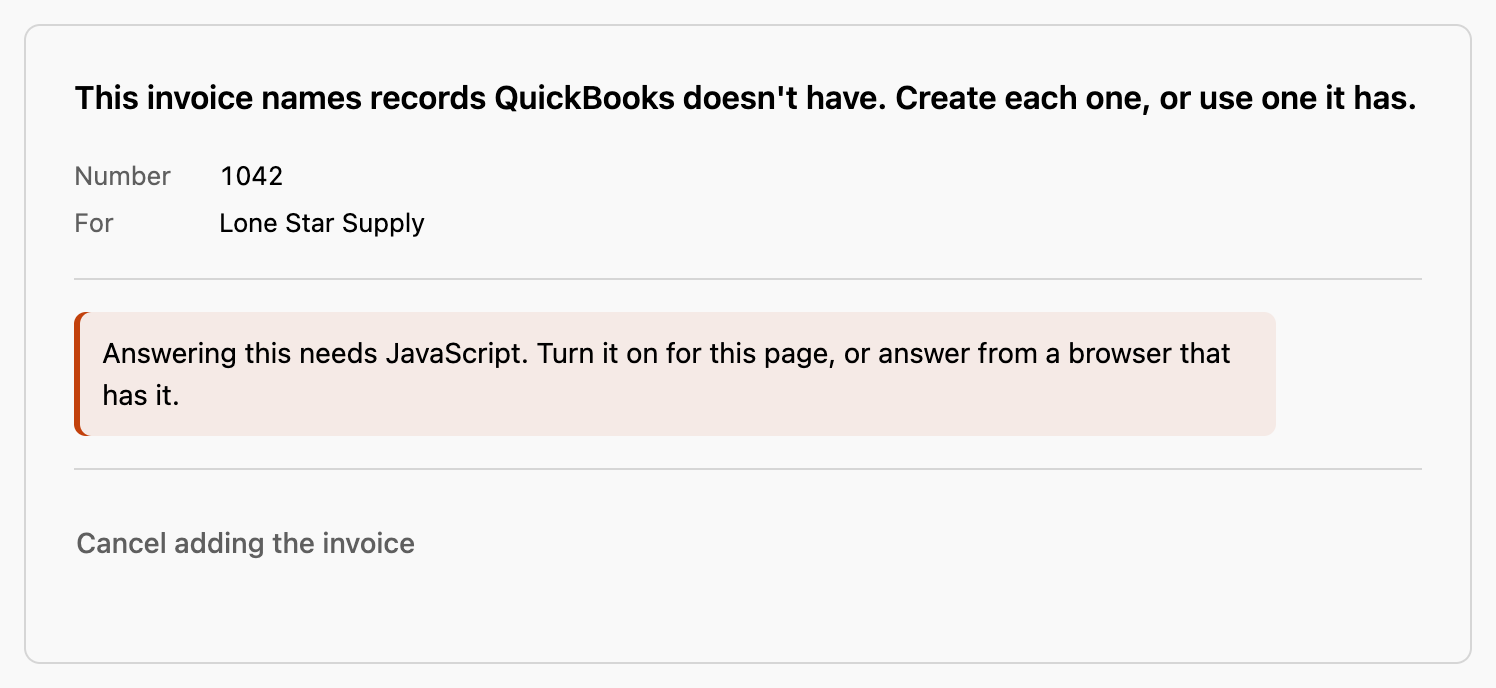 This invoice names records QuickBooks doesn't have. Create each one, or use one it has.
Number 1042
For Lone Star Supply
Answering this needs JavaScript. Turn it on for this page, or answer from a browser that
has it.
Cancel adding the invoice